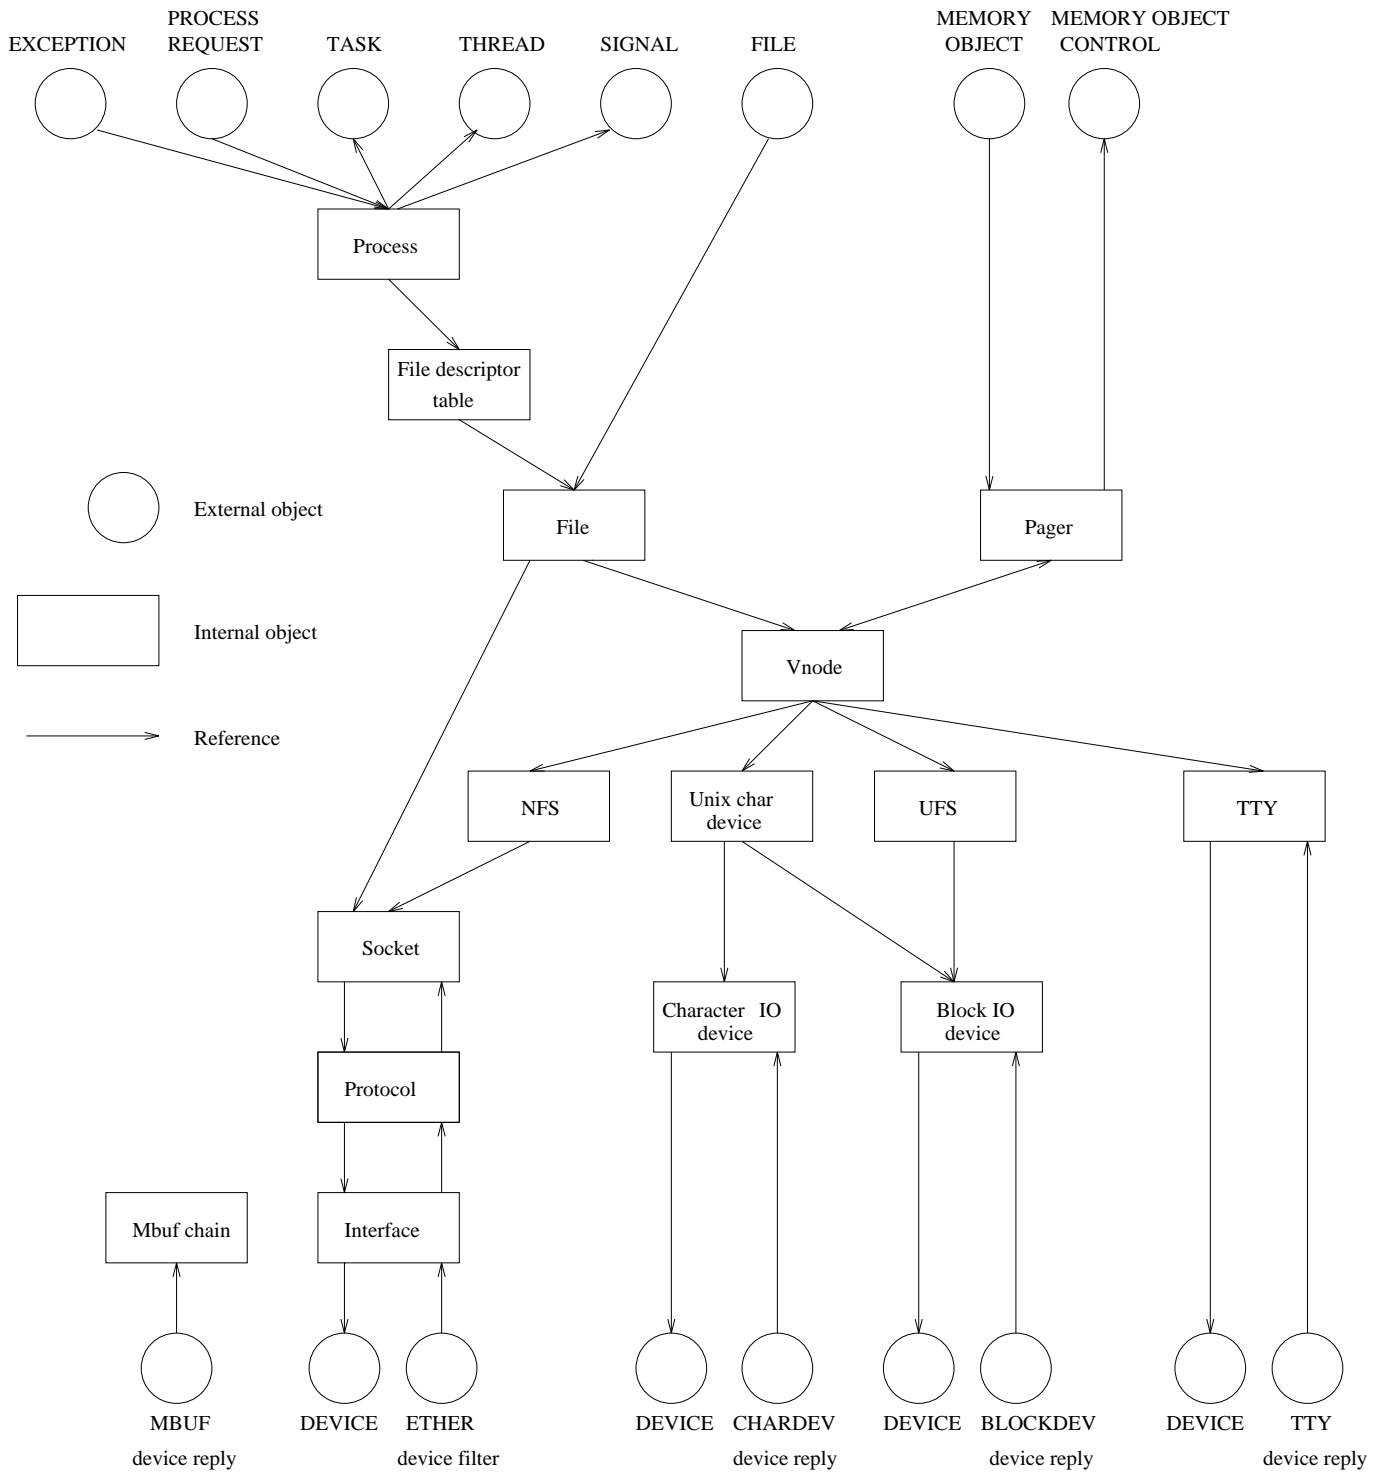 PROCESS
MEMORY
MEMORY OBJECT
EXCEPTION
REQUEST
TASK
THREAD
SIGNAL
FILE
OBJECT
CONTROL
Process
File descriptor
table
External object
File
Pager
Internal object
Vnode
Reference
NFS
Unix char
device
UFS
TTY
Socket
Character IO
device
Block IO
device
Protocol
Mbuf chain
Interface
MBUF
device reply
DEVICE
ETHER
device filter
DEVICE
CHARDEV
device reply
DEVICE
BLOCKDEV
device reply
DEVICE
TTY
device reply